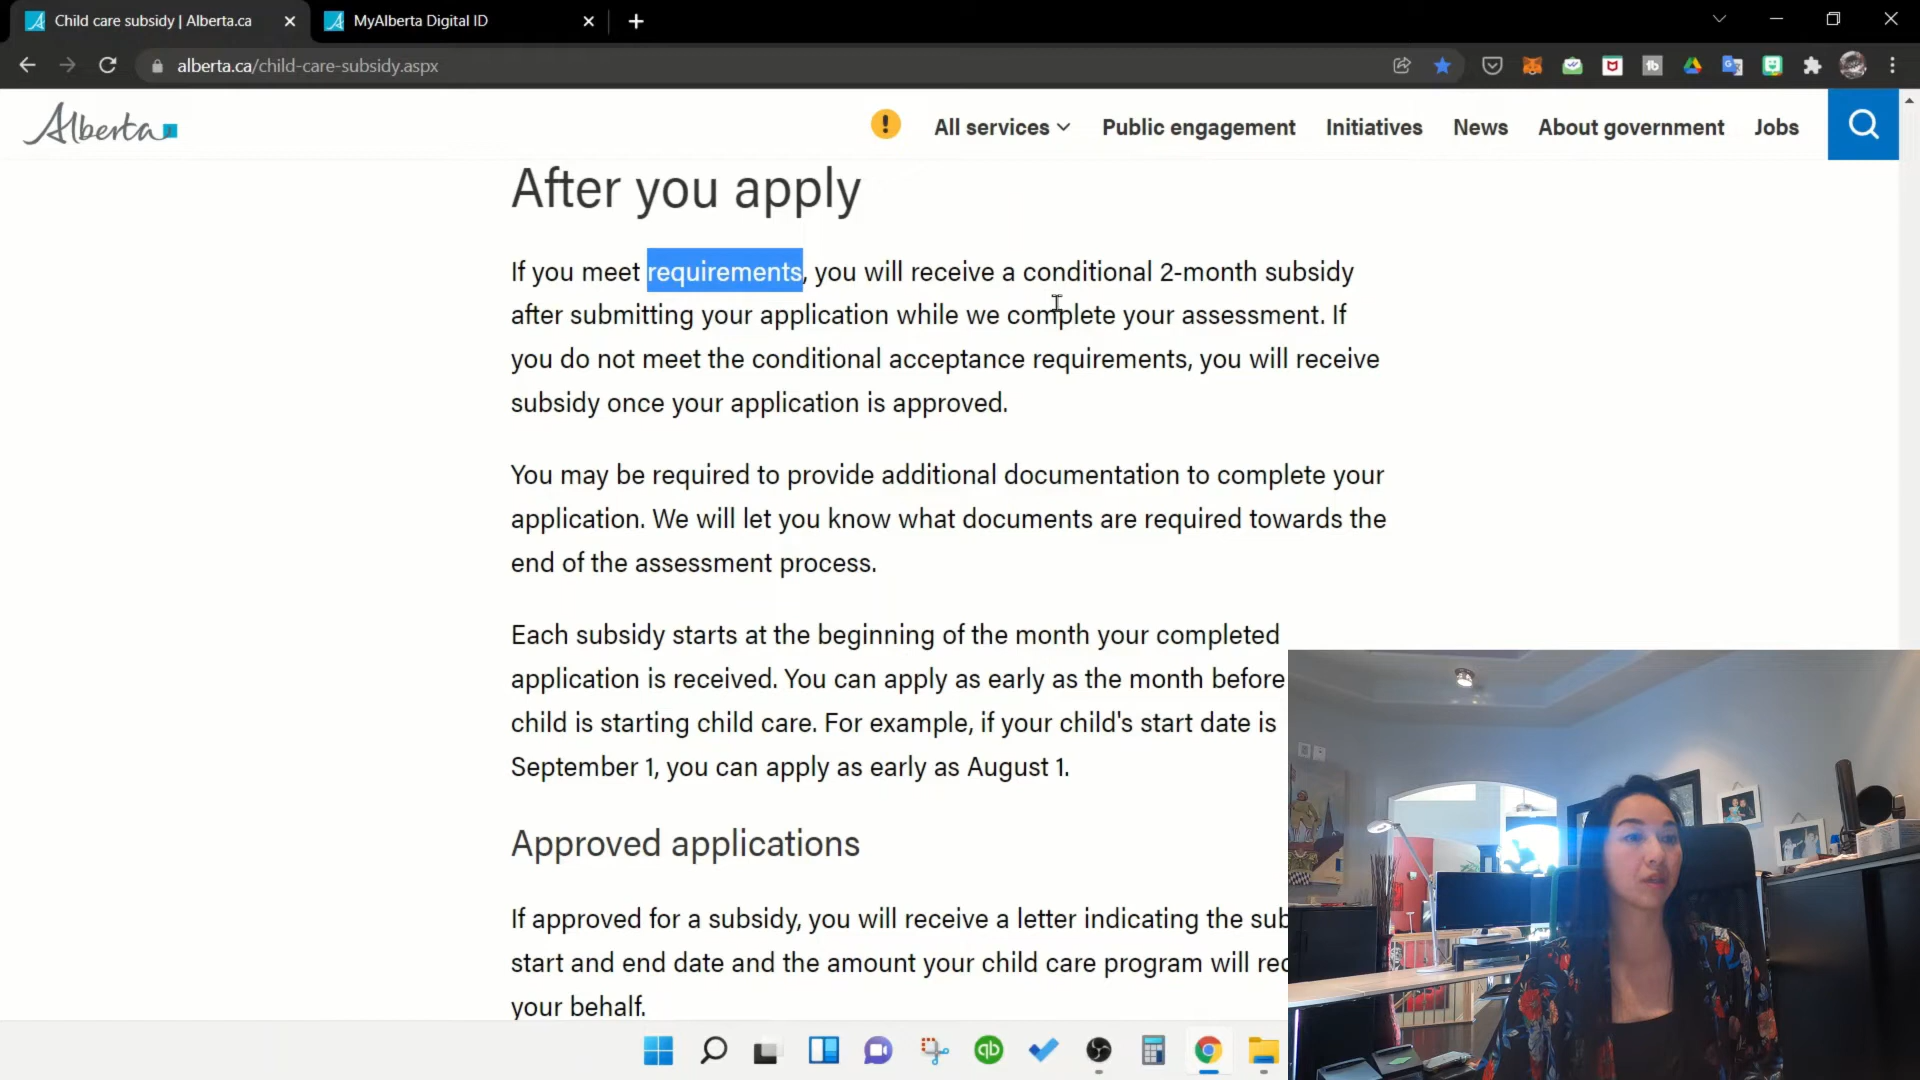 Child care subsidy | Alberta.ca
MyAlberta Digital ID
alberta.ca/child-care-subsidy.aspx
Alberta
All services
Public engagement
Initiatives
News
About government
Jobs
After you apply
If you meet requirements, you will receive a conditional 2-month subsidy
after submitting your application while we complete your assessment. If
you do not meet the conditional acceptance requirements, you will receive
subsidy once your application is approved.
You may be required to provide additional documentation to complete your
application. We will let you know what documents are required towards the
end of the assessment process.
Each subsidy starts at the beginning of the month your completed
application is received. You can apply as early as the month before
child is starting child care. For example, if your child's start date is
September 1, you can apply as early as August 1.
Approved applications
If approved for a subsidy, you will receive a letter indicating the sub
start and end date and the amount your child care program will rec
your behalf.
qb